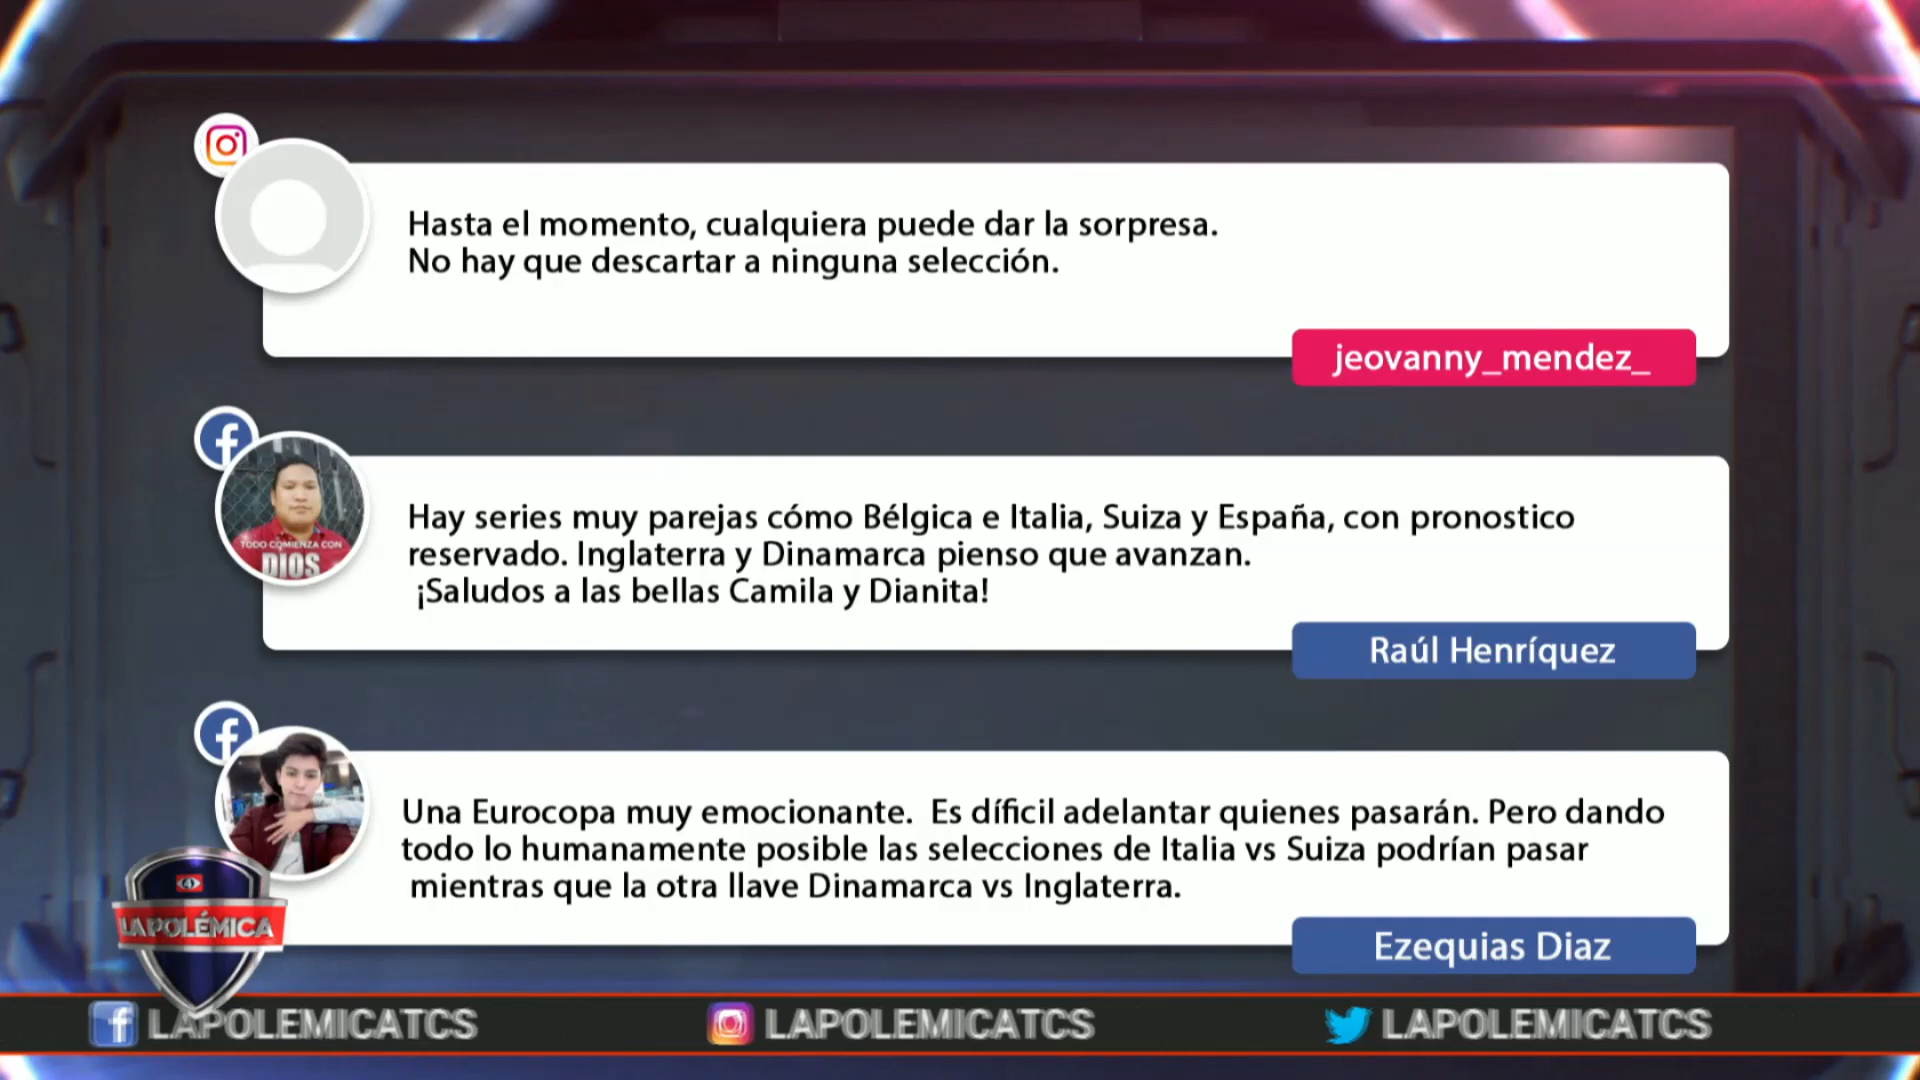 Hasta el momento, cualquiera puede dar la sorpresa.
No hay que descartar a ninguna selección.
jeovanny_mendez_
TODO COMIENZA CON
DIOS
Hay series muy parejas cómo Bélgica e Italia, Suiza y España, con pronostico
reservado. Inglaterra y Dinamarca pienso que avanzan.
¡Saludos a las bellas Camila y Dianita!
Raúl Henríquez
Una Eurocopa muy emocionante. Es díficil adelantar quienes pasarán. Pero dando
todo lo humanamente posible las selecciones de Italia vs Suiza podrían pasar
mientras que la otra llave Dinamarca vs Inglaterra.
Ezequias Diaz
4
LA POLÉMICA
LAPOLEMICATCS
LAPOLEMICATCS
LAPOLEMICATCS